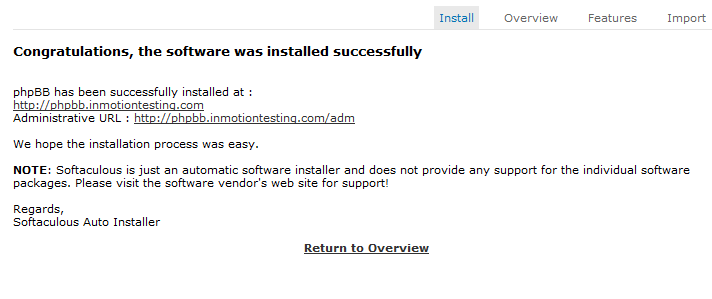 Install Overview Features Import
Congratulations, the software was installed successfully
phpBB has been successfully installed at :
http://phpbb.inmotiontesting.com
Administrative URL : http://phpbb.inmotiontesting.com/adm
We hope the installation process was easy.
NOTE: Softaculous is just an automatic software installer and does not provide any support for the individual software
packages. Please visit the software vendor's web site for support!
Regards,
Softaculous Auto Installer
Return to Overview